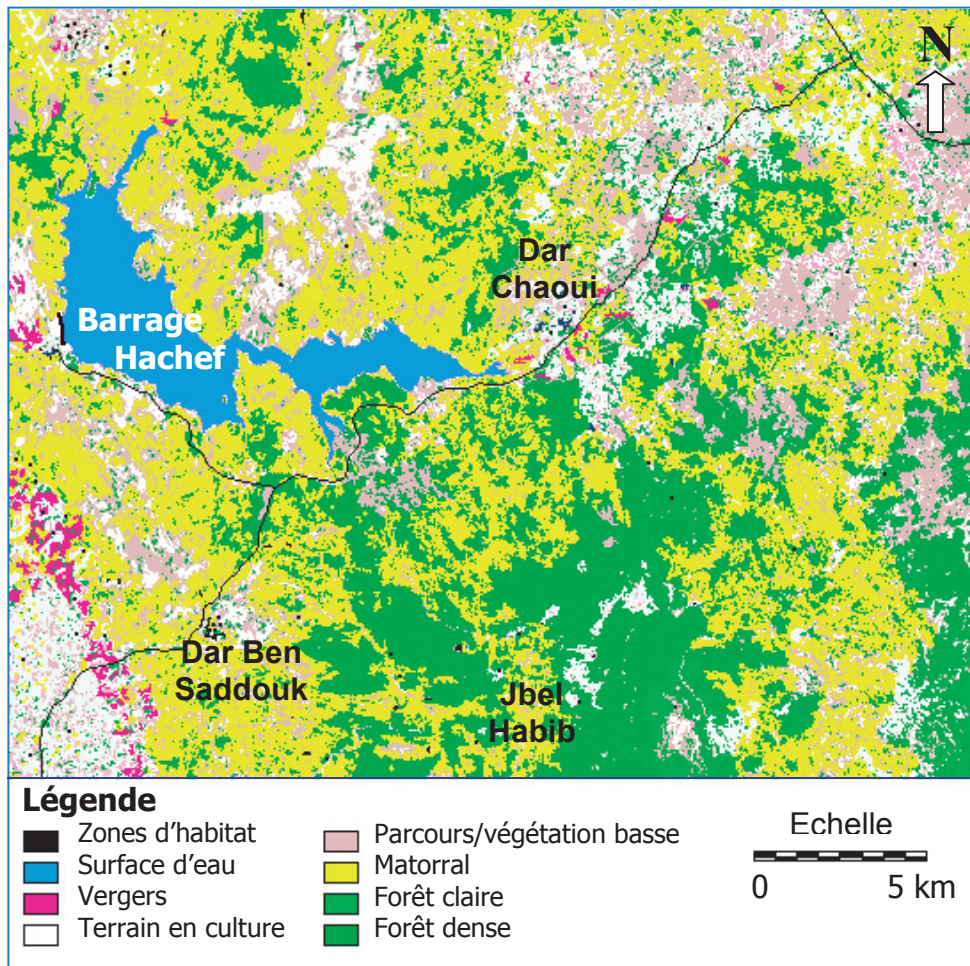 N
Dar
Chaoui
Barrage
Hachef
Dar Ben
Saddouk
Jbel
Habib
Légende
Zones d'habitat
Surface d'eau
Vergers
Terrain en culture
Parcours/végétation basse
Matorral
Forêt claire
Forêt dense
Echelle
0 5 km